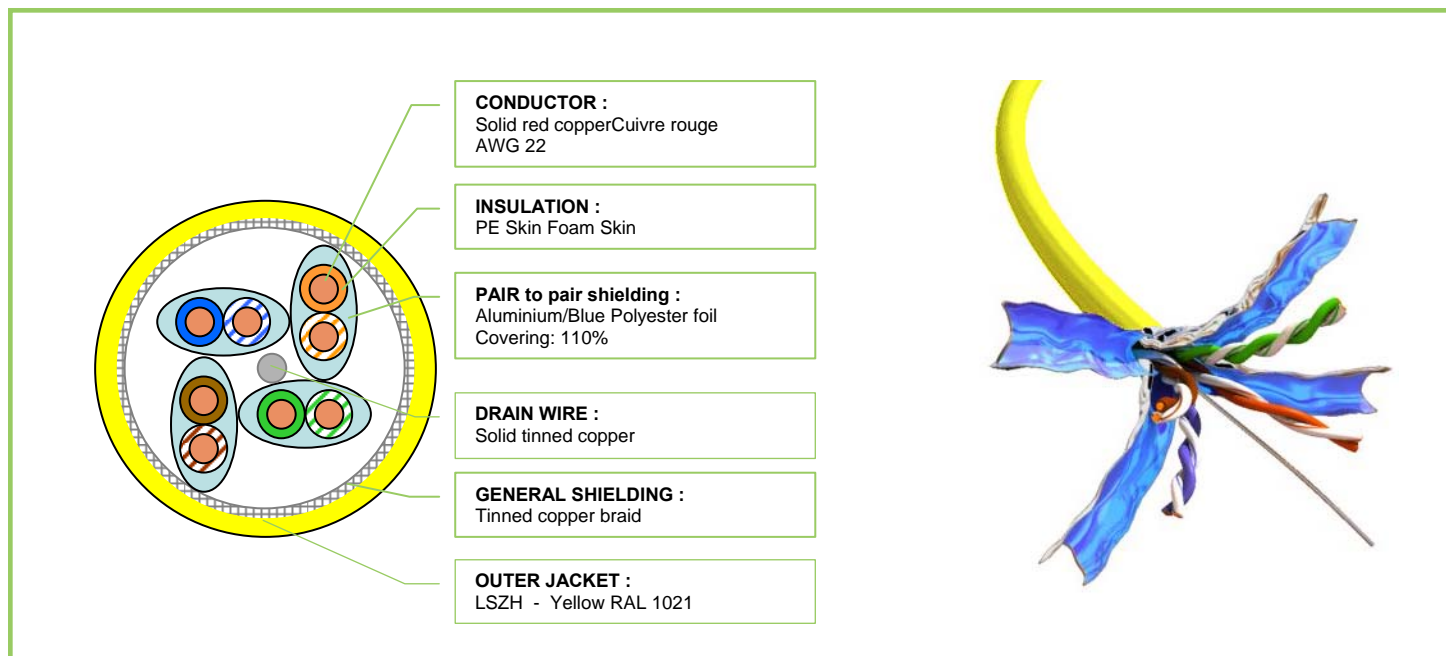 CONDUCTOR :
Solid red copperCuivre rouge
AWG 22
INSULATION :
PE Skin Foam Skin
PAIR to pair shielding :
Aluminium/Blue Polyester foil
Covering: 110%
DRAIN WIRE :
Solid tinned copper
GENERAL SHIELDING :
Tinned copper braid
OUTER JACKET :
LSZH - Yellow RAL 1021